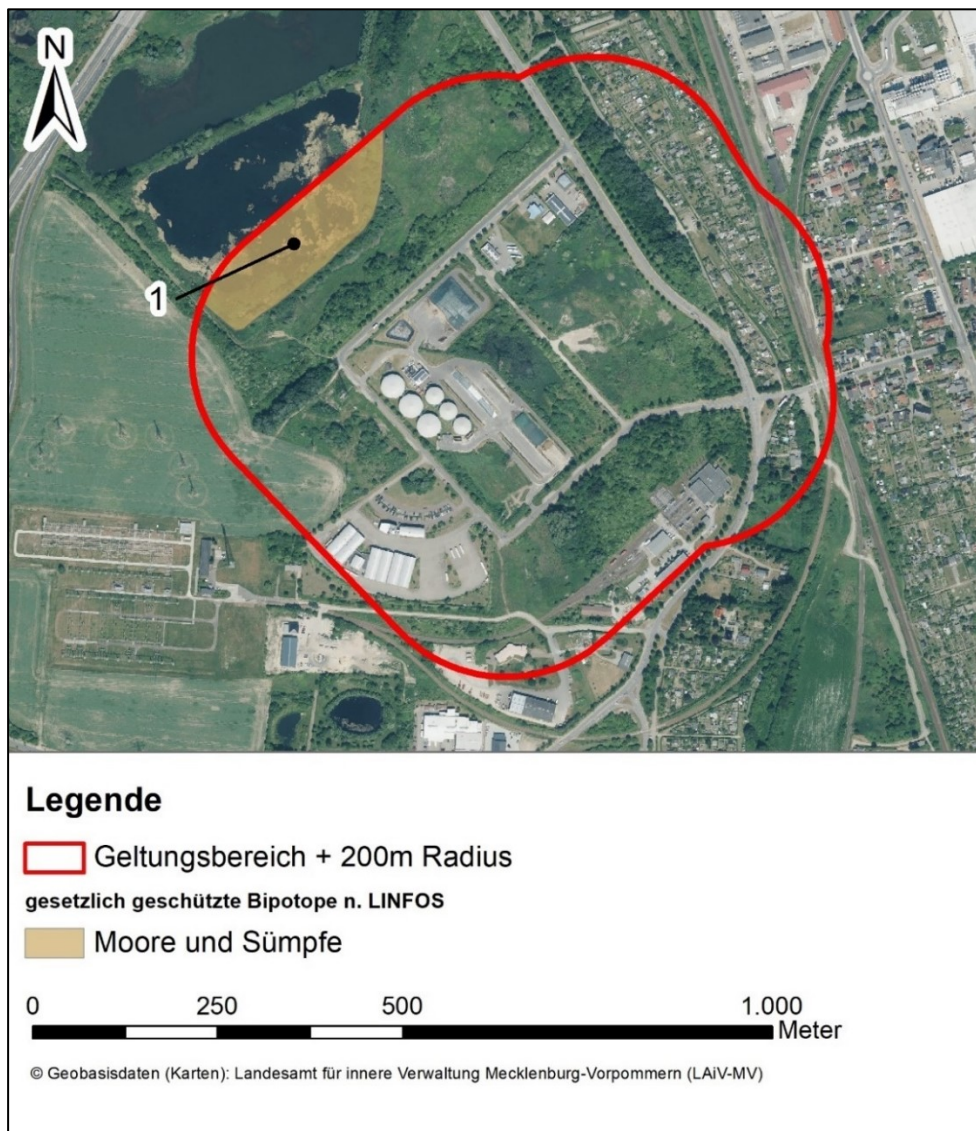 N
1
Legende
Geltungsbereich + 200m Radius
gesetzlich geschützte Bipotope n. LINFOS
Moore und Sümpfe
0 250 500 1.000
Meter
© Geobasisdaten (Karten): Landesamt für innere Verwaltung Mecklenburg-Vorpommern (LAiV-MV)